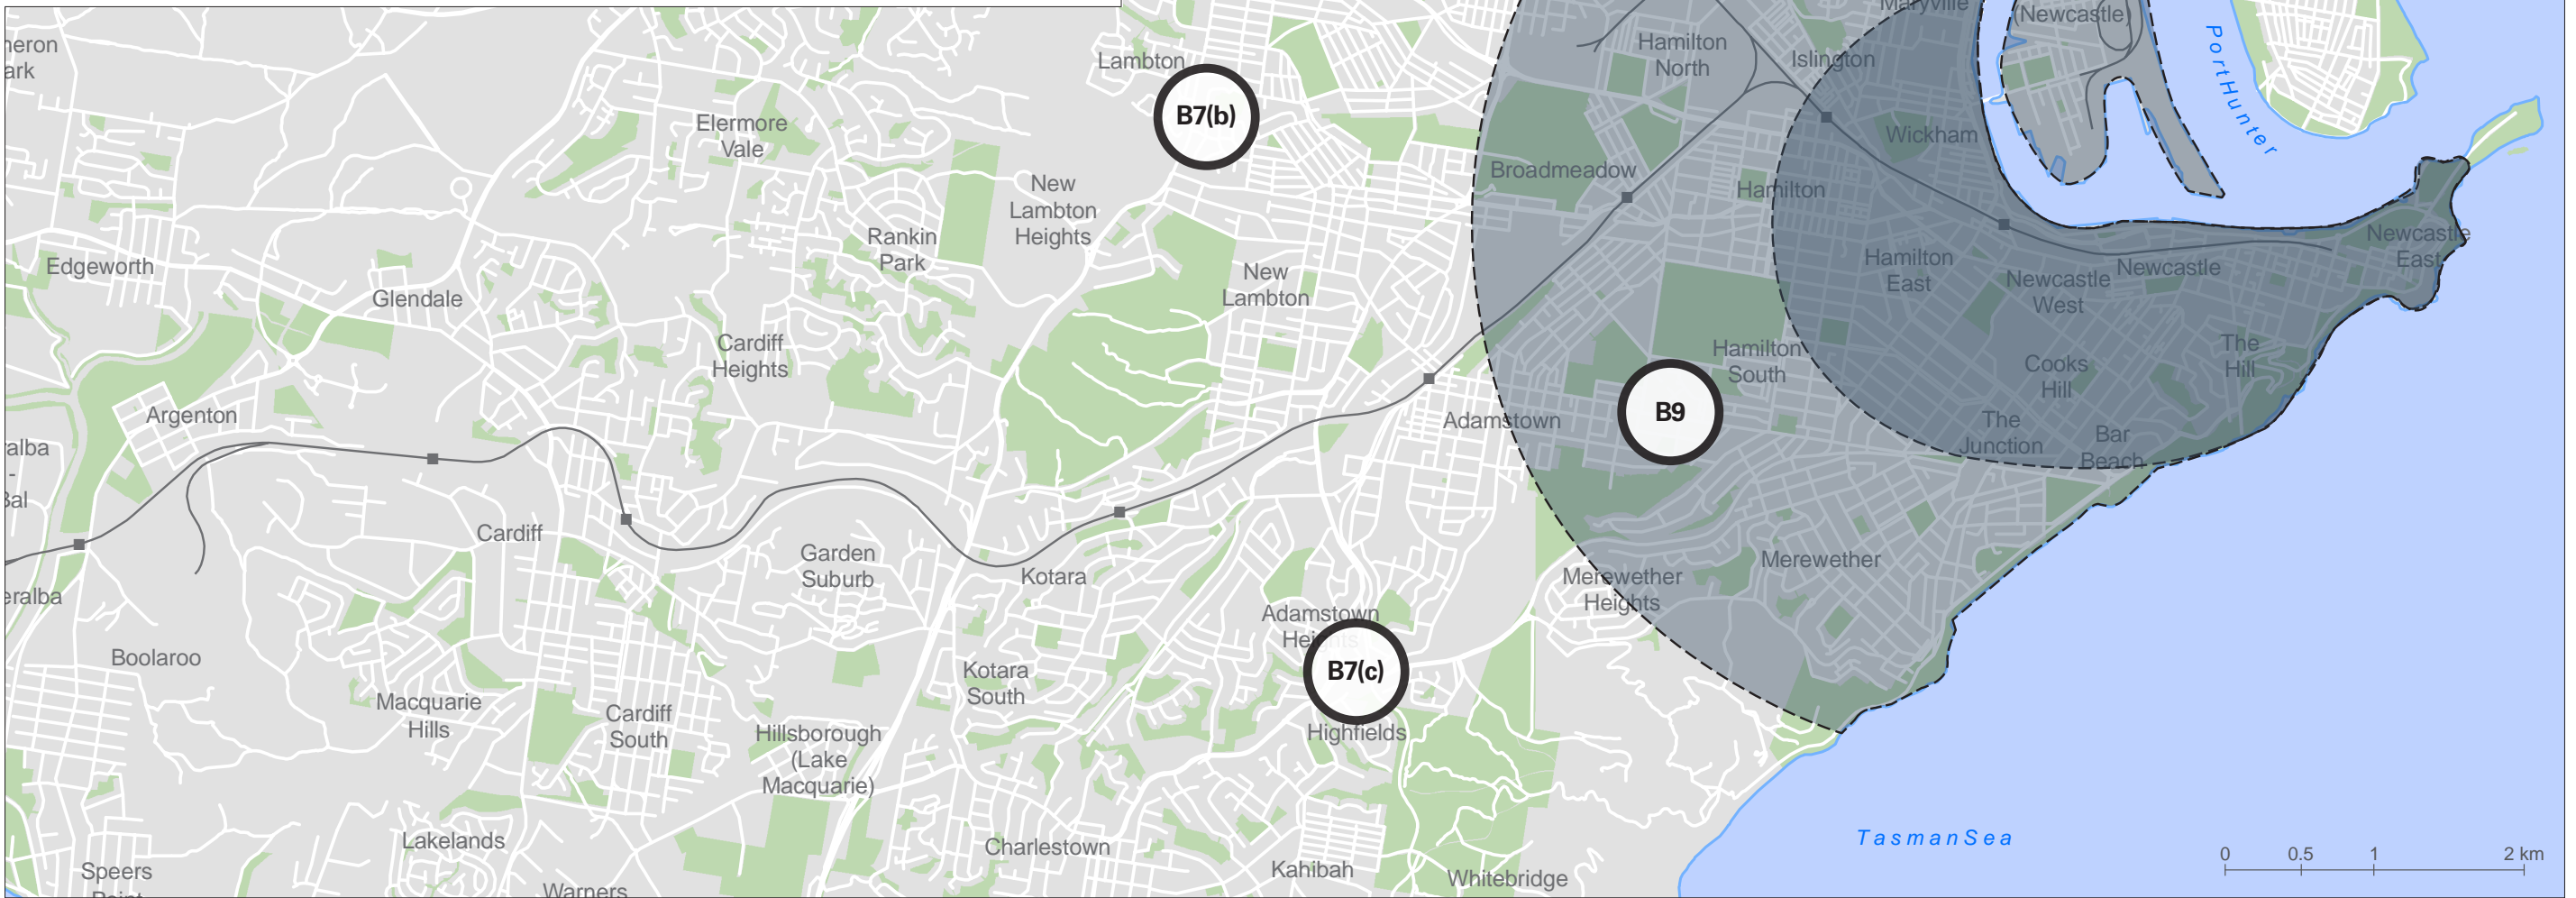 Maryville
(Newcastle)
Port Hunter
Hamilton
North
Islington
Lambton
B7(b)
Elermore
Vale
Wickham
Broadmeadow
Hamilton
New
Lambton
Heights
Rankin
Park
Newcastle
East
Edgeworth
Glendale
New
Lambton
Hamilton
East
Newcastle
West
Newcastle
Cardiff
Heights
Hamilton
South
Cooks
Hill
The
Hill
Argenton
B9
Adamstown
The
Junction
Bar
Beach
Cardiff
Garden
Suburb
Kotara
Merewether
Merewether
Heights
Adamstown
Heights
B7(c)
Highfields
Boolaroo
Kotara
South
Macquarie
Hills
Cardiff
South
Hillsborough
(Lake
Macquarie)
Lakelands
Charlestown
Kahibah
Whitebridge
Tasman Sea
Speers
Point
Warners
0 0.5 1 2 km